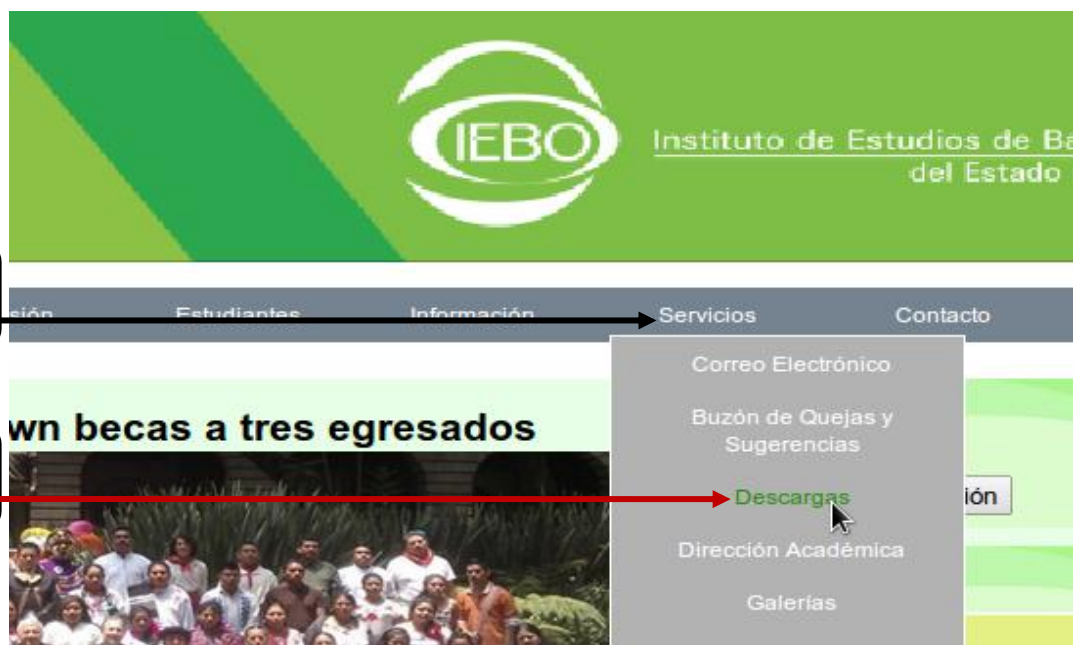 IEBO
Instituto de Estudios de Ba
del Estado
sión Estudiantes Información Servicios Contacto
Correo Electrónico
Buzón de Quejas y
Sugerencias
Descargas
Dirección Académica
Galerías
wn becas a tres egresados
ión